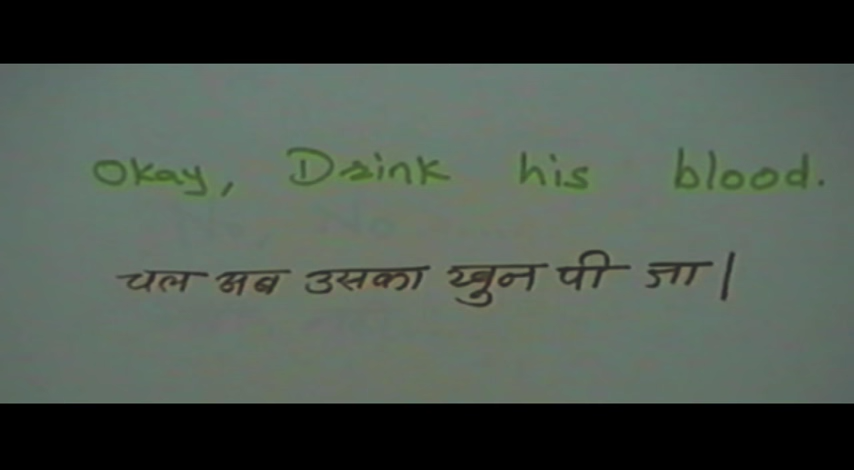 Okay, Drink his blood.
चल अब उसका खुन पी जा।